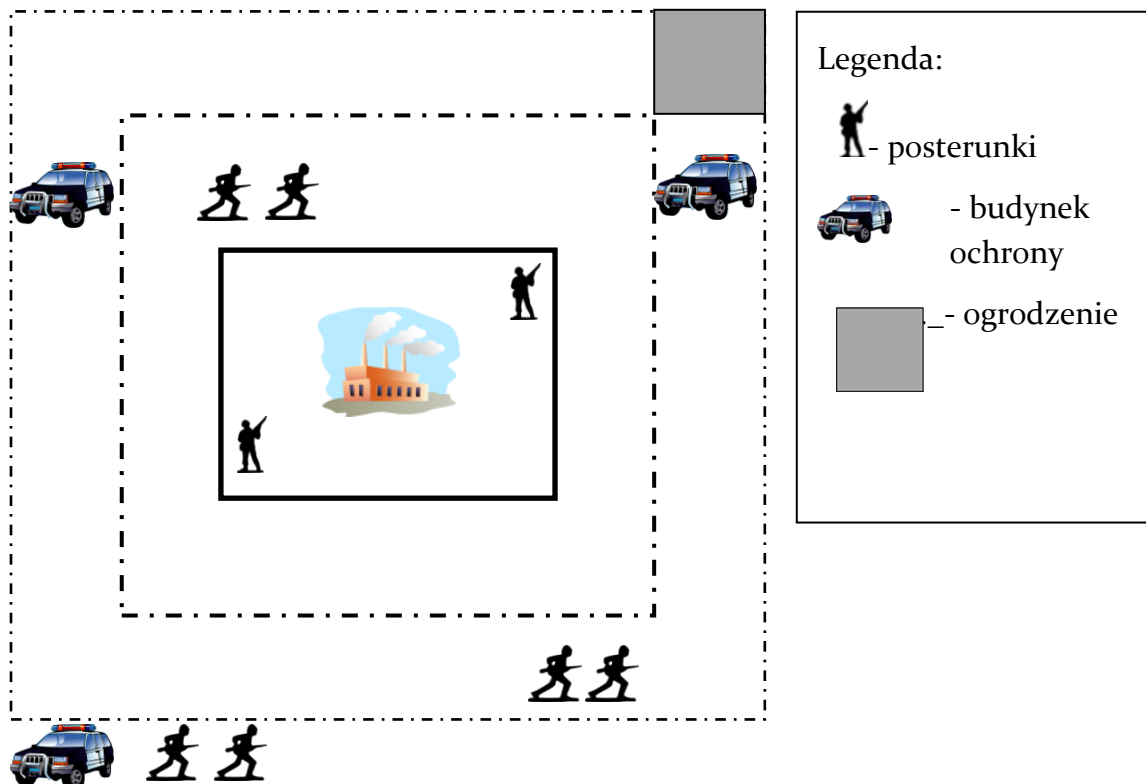 Legenda:
- posterunki
- budynek
ochrony
._- ogrodzenie